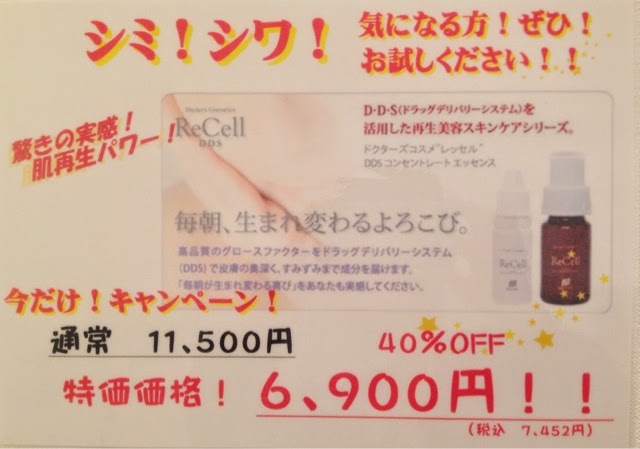 シミ！シワ！
気になる方！ぜひ！
お試しください！！
驚きの実感！
肌再生パワー！
Doctor's Cosmetics
ReCell
DDS
D・D・S（ドラッグデリバリーシステム）を
活用した再生美容スキンケアシリーズ。
ドクターズコスメ“レッセル”
DDS コンセントレート エッセンス
毎朝、生まれ変わるよろこび。
高品質のグロースファクターをドラッグデリバリーシステム
（DDS）で皮膚の奥深く、すみずみまで成分を届けます。
「毎朝が生まれ変わる喜び」をあなたも実感してください。
ReCell
ReCell
今だけ！キャンペーン！
通常　11,500円
40%OFF
特価価格！ 6,900円！！
（税込　7,452円）